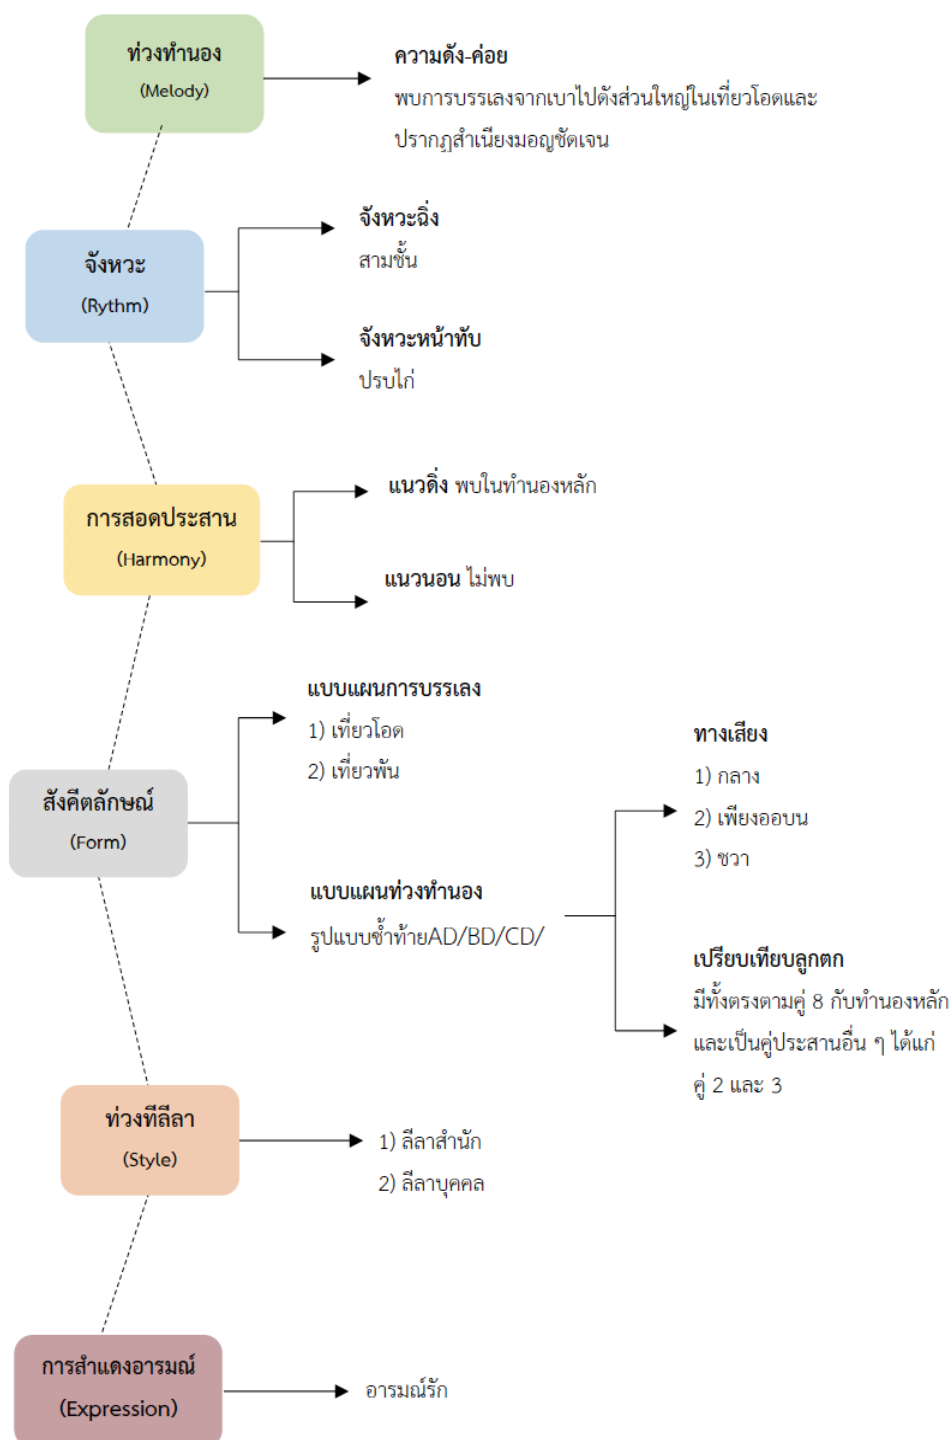 ท่วงทำนอง
(Melody)
ความดัง-ค่อย
พบการบรรเลงจากเบาไปดังส่วนใหญ่ในเที่ยวโอดและ
ปรากฏสำเนียงมอญชัดเจน
จังหวะ
(Rythm)
จังหวะฉิ่ง
สามชั้น
จังหวะหน้าทับ
ปรบไก่
การสอดประสาน
(Harmony)
แนวดิ่ง พบในทำนองหลัก
แนวนอน ไม่พบ
สังคีตลักษณ์
(Form)
แบบแผนการบรรเลง
1) เที่ยวโอด
2) เที่ยวพัน
แบบแผนท่วงทำนอง
รูปแบบซ้ำท้ายAD/BD/CD/
ทางเสียง
1) กลาง
2) เพียงออบน
3) ชวา
เปรียบเทียบลูกตก
มีทั้งตรงตามคู่ 8 กับทำนองหลัก
และเป็นคู่ประสานอื่น ๆ ได้แก่
คู่ 2 และ 3
ท่วงทีลีลา
(Style)
1) ลีลาสำนัก
2) ลีลาบุคคล
การสำแดงอารมณ์
(Expression)
อารมณ์รัก